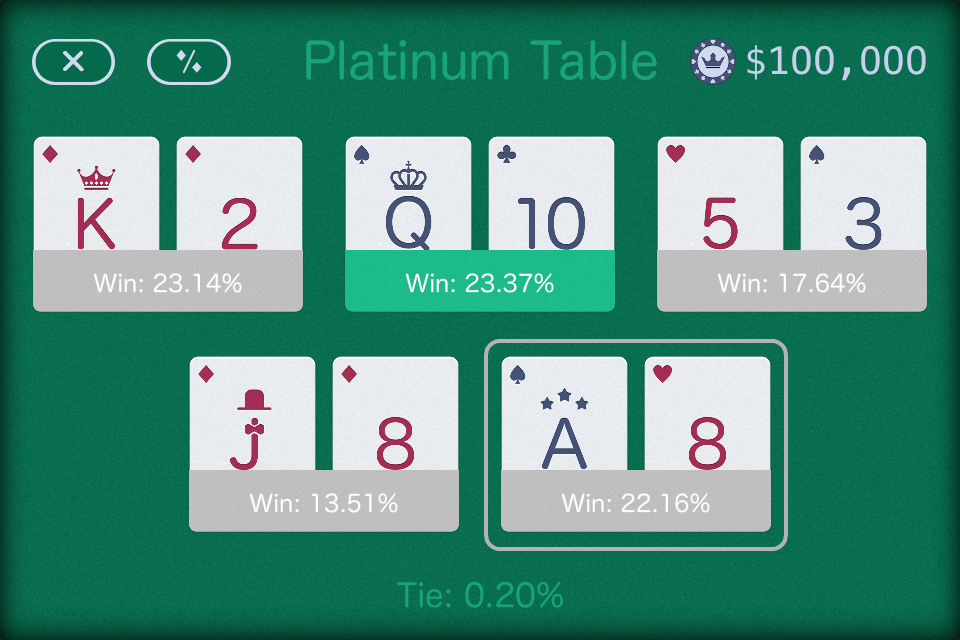 Platinum Table
$100,000
K
2
Q
10
5
3
Win: 23.14%
Win: 23.37%
Win: 17.64%
J
8
A
8
Win: 13.51%
Win: 22.16%
Tie: 0.20%